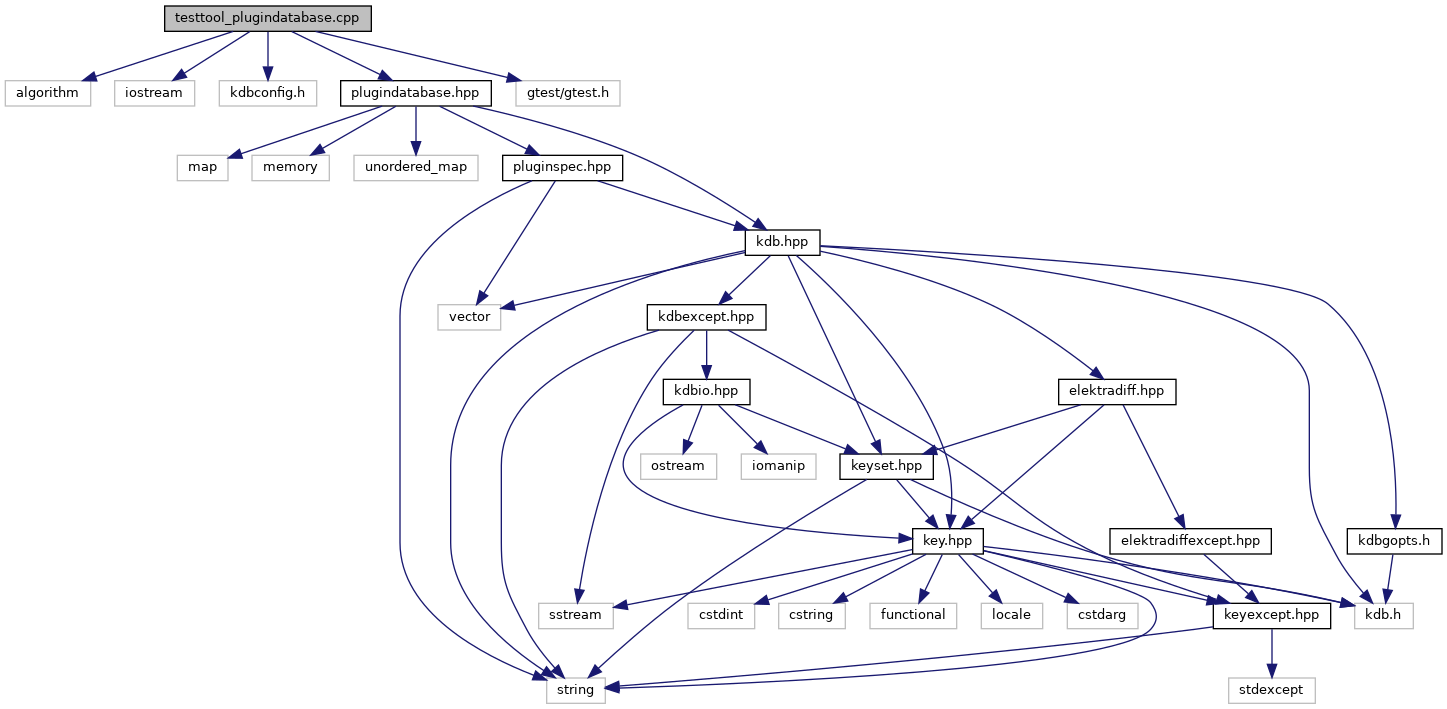 testtool_plugindatabase.cpp
algorithm
iostream
kdbconfig.h
plugindatabase.hpp
gtest/gtest.h
map
memory
unordered_map
pluginspec.hpp
kdb.hpp
vector
kdbexcept.hpp
kdbio.hpp
elektradiff.hpp
ostream
iomanip
keyset.hpp
key.hpp
elektradiffexcept.hpp
kdbgopts.h
sstream
cstdint
cstring
functional
locale
cstdarg
keyexcept.hpp
kdb.h
string
stdexcept